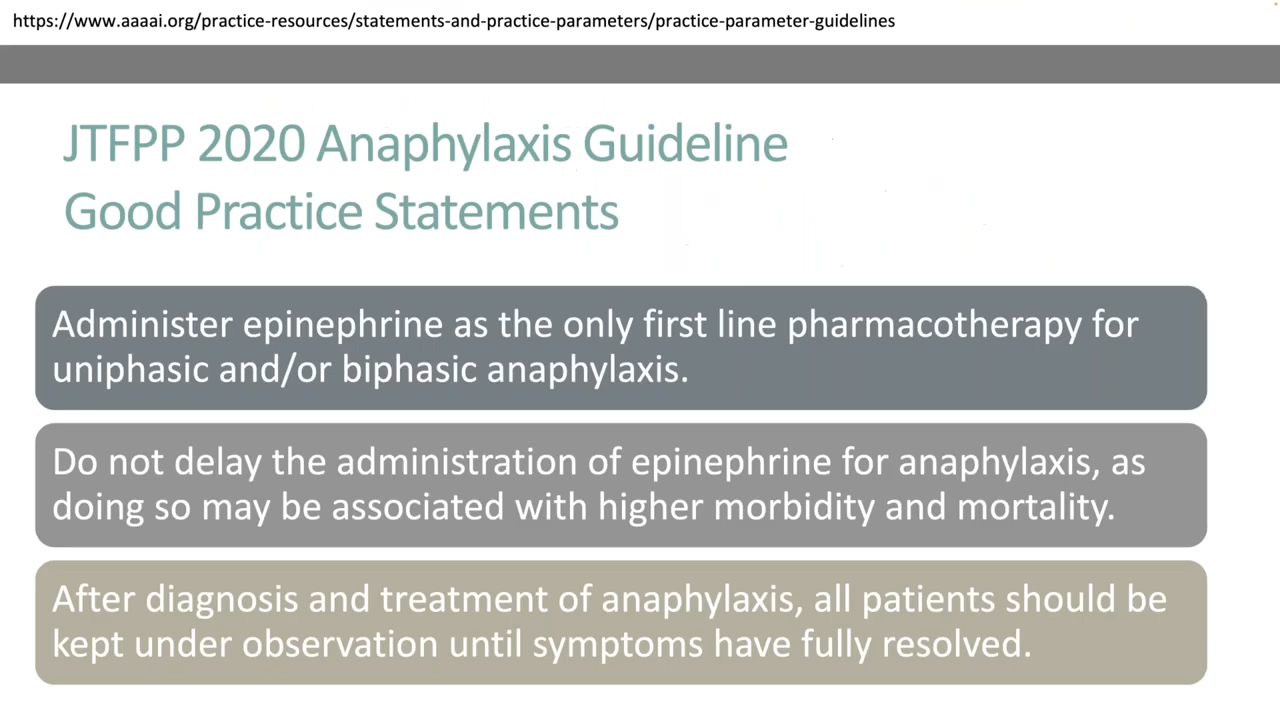 https://www.aaaai.org/practice-resources/statements-and-practice-parameters/practice-parameter-guidelines
JTFPP 2020 Anaphylaxis Guideline
Good Practice Statements
Administer epinephrine as the only first line pharmacotherapy for
uniphasic and/or biphasic anaphylaxis.
Do not delay the administration of epinephrine for anaphylaxis, as
doing so may be associated with higher morbidity and mortality.
After diagnosis and treatment of anaphylaxis, all patients should be
kept under observation until symptoms have fully resolved.